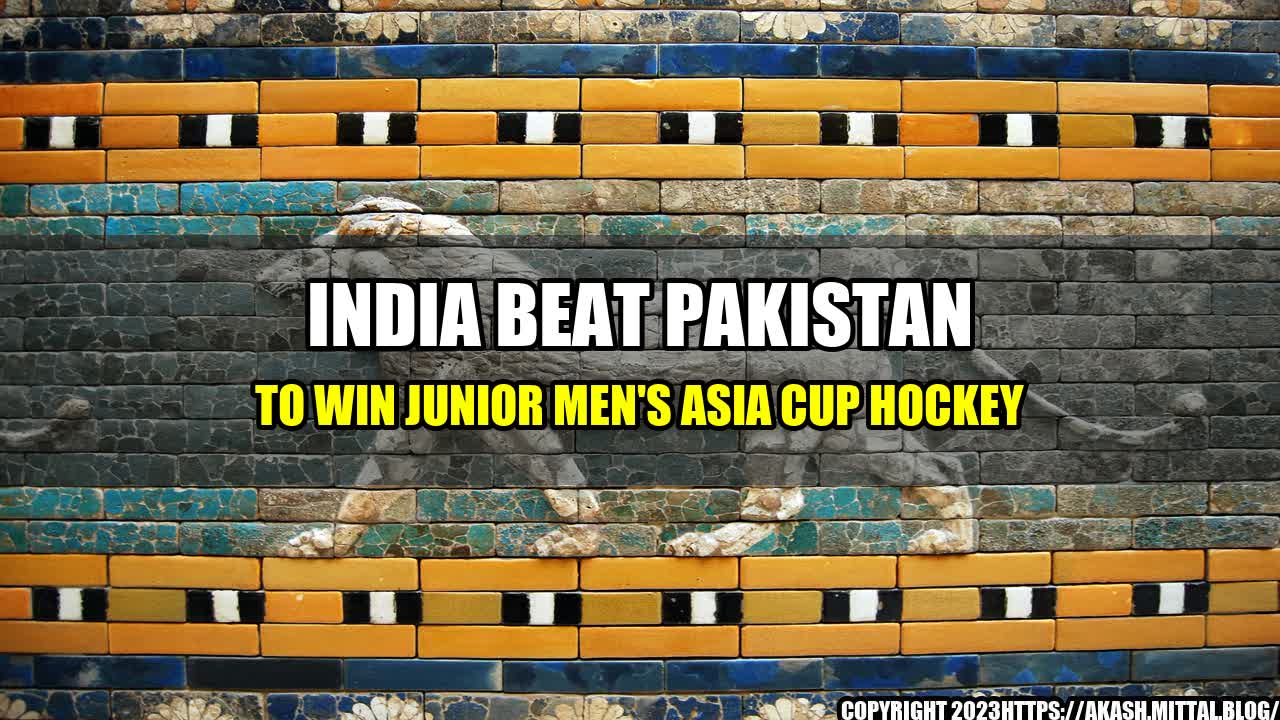 INDIA BEAT PAKISTAN
TO WIN JUNIOR MEN'S ASIA CUP HOCKEY
COPYRIGHT 2023HTTPS://AKASH.MITTAL.BLOG/